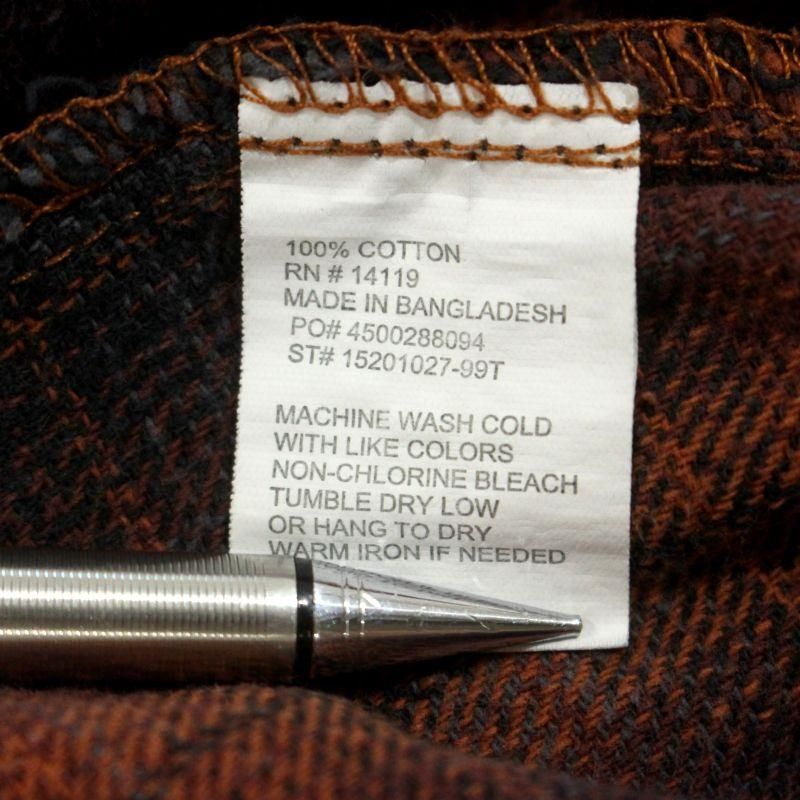 100% COTTON
RN # 14119
MADE IN BANGLADESH
PO# 4500288094
ST# 15201027-99T
MACHINE WASH COLD
WITH LIKE COLORS
NON-CHLORINE BLEACH
TUMBLE DRY LOW
OR HANG TO DRY
WARM IRON IF NEEDED